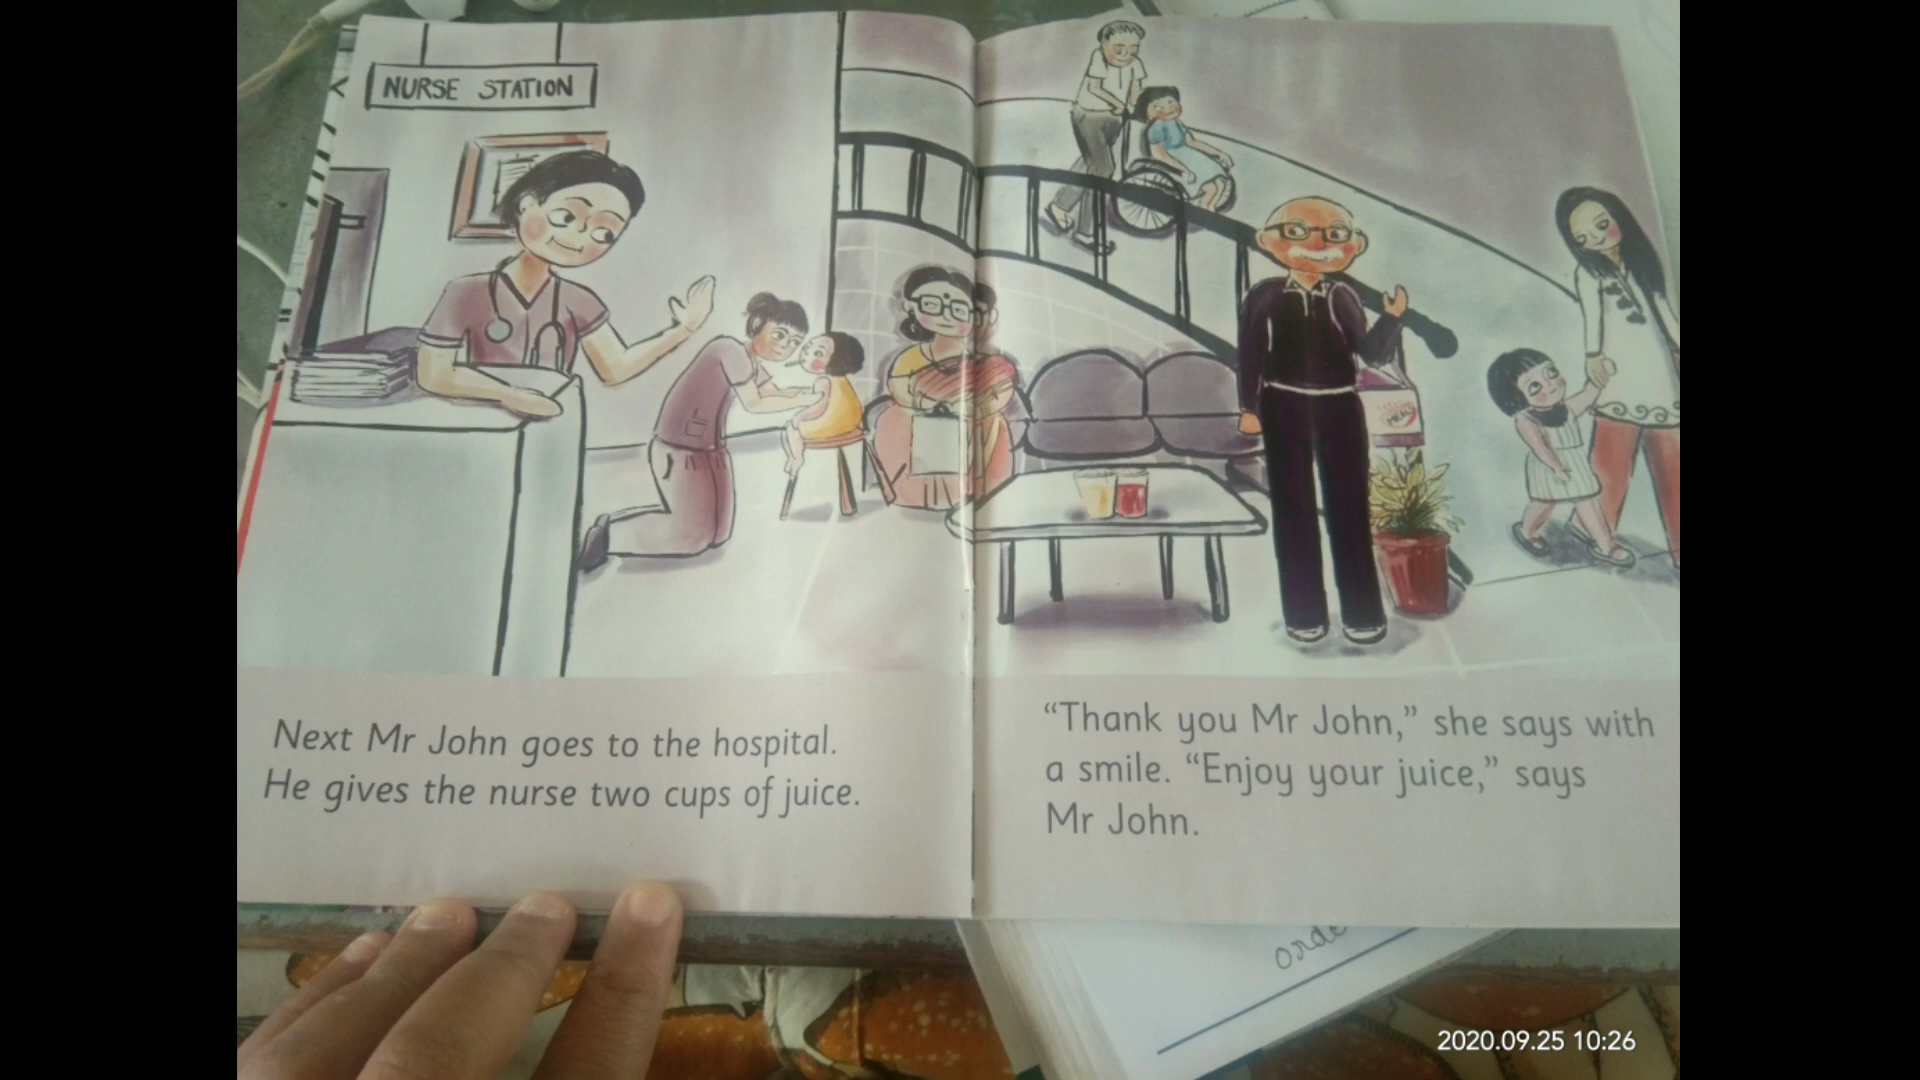 NURSE STATION
MEALS
Next Mr John goes to the hospital.
He gives the nurse two cups of juice.
“Thank you Mr John,” she says with
a smile. “Enjoy your juice,” says
Mr John.
2020.09.25 10:26